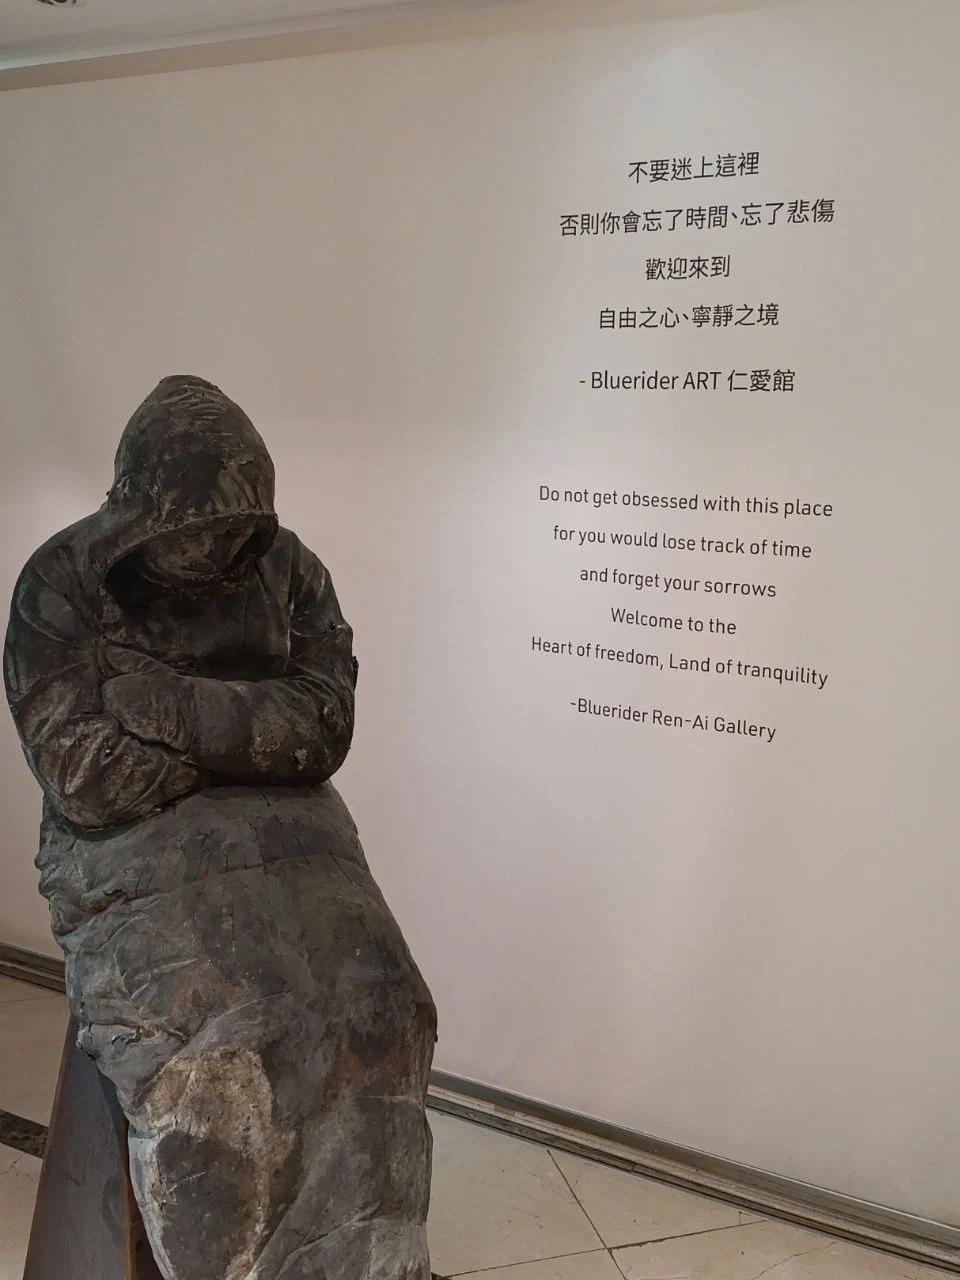 不要迷上這裡
否則你會忘了時間、忘了悲傷
歡迎來到
自由之心、寧靜之境
- Bluerider ART 仁愛館
Do not get obsessed with this place
for you would lose track of time
and forget your sorrows
Welcome to the
Heart of freedom, Land of tranquility
-Bluerider Ren-Ai Gallery